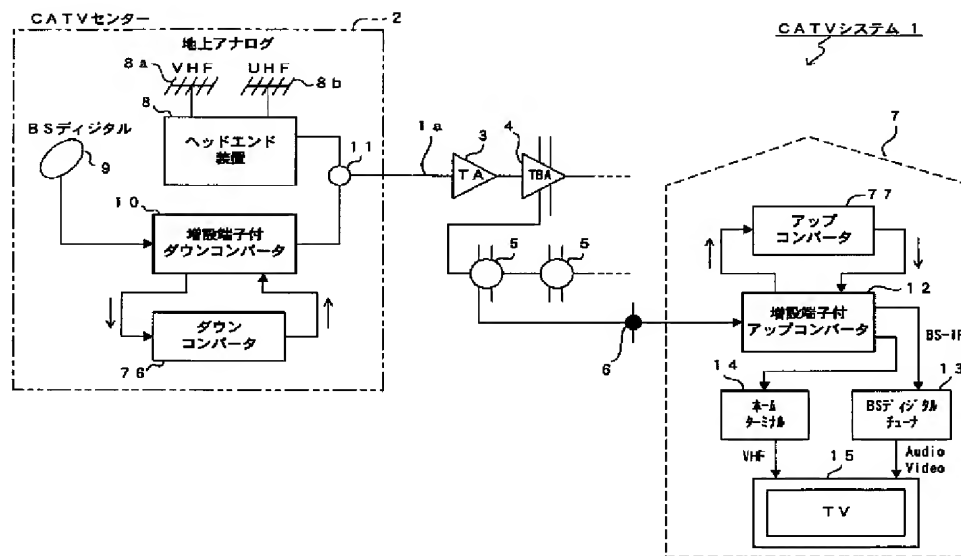 CATVセンター
2
CATVシステム 1
地上アナログ
8a
VHF
UHF
8b
8
ヘッドエンド
装置
BSディジタル
9
11
1a
3
TA
4
TBA
7
10
増設端子付
ダウンコンバータ
5
5
77
アップ
コンバータ
ダウン
コンバータ
76
6
12
増設端子付
アップコンバータ
BS-IF
14
ホーム
ターミナル
13
BSディジタル
チューナ
VHF
15
Audio
Video
TV